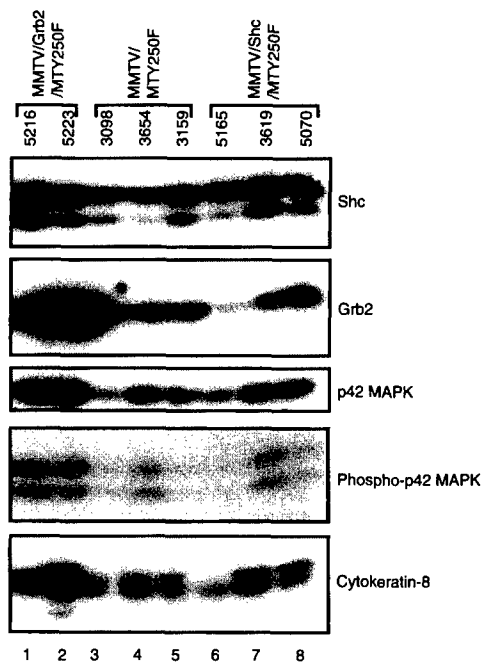 MMTV/Grb2
/MTY250F
MMTV/
MTY250F
MMTV/Shc
/MTY250F
5216 5223 3098 3654 3159 5165 3619 5070
Shc
Grb2
p42 MAPK
Phospho-p42 MAPK
Cytokeratin-8
1 2 3 4 5 6 7 8